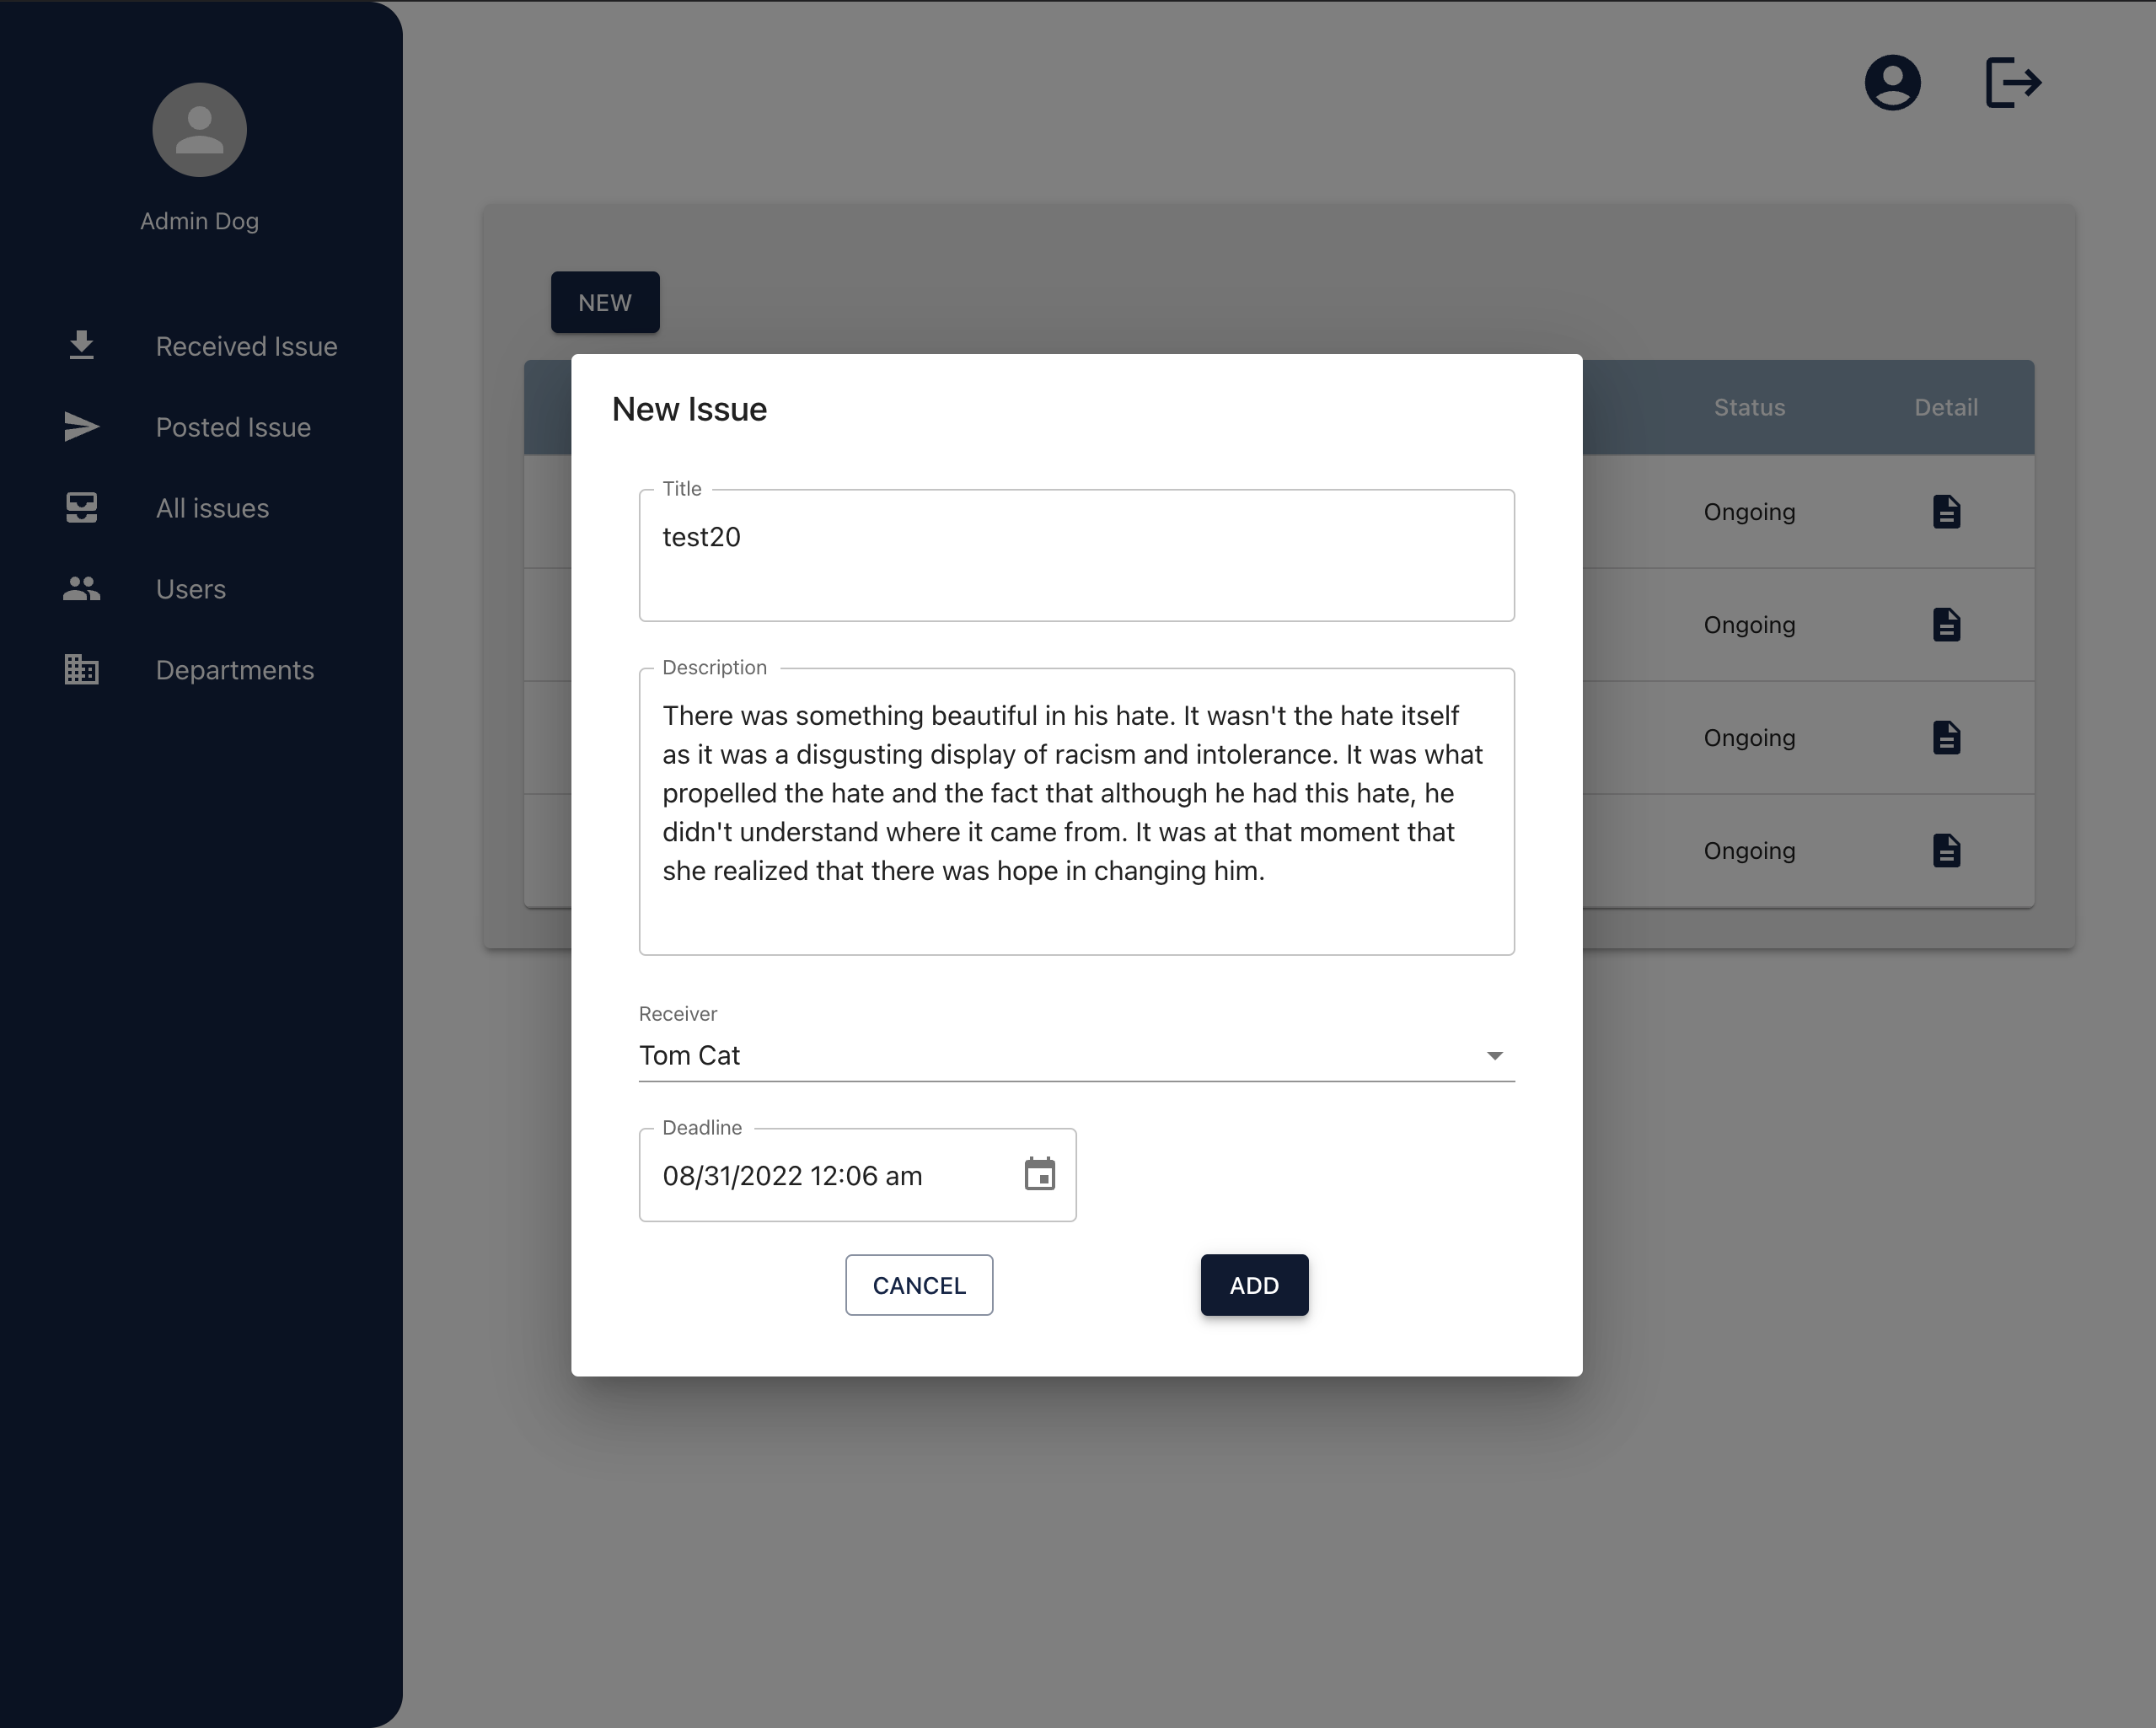 Admin Dog
Received Issue
Posted Issue
All issues
Users
Departments
NEW
Status
Detail
Ongoing
Ongoing
Ongoing
Ongoing
New Issue
Title
test20
Description
There was something beautiful in his hate. It wasn't the hate itself
as it was a disgusting display of racism and intolerance. It was what
propelled the hate and the fact that although he had this hate, he
didn't understand where it came from. It was at that moment that
she realized that there was hope in changing him.
Receiver
Tom Cat
Deadline
08/31/2022 12:06 am
CANCEL
ADD